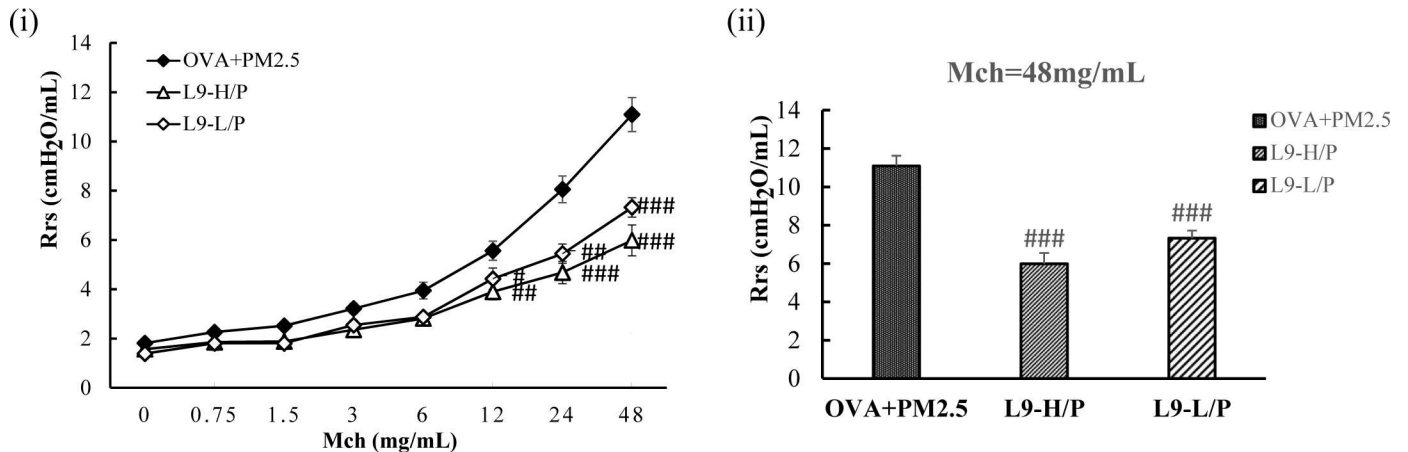 (i)
14
12
10
8
6
4
2
0
Rrs (cmH2O/mL)
OVA+PM2.5
L9-H/P
L9-L/P
#
##
##
###
###
###
0 0.75 1.5 3 6 12 24 48
Mch (mg/mL)
(ii)
Mch=48mg/mL
14
12
10
8
6
4
2
0
Rrs (cmH2O/mL)
###
###
OVA+PM2.5
L9-H/P
L9-L/P
OVA+PM2.5 L9-H/P L9-L/P